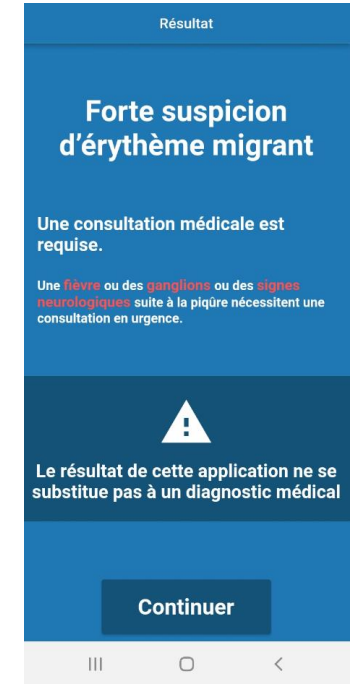 Résultat
Forte suspicion
d'érythème migrant
Une consultation médicale est
requise.
Une fièvre ou des ganglions ou des signes
neurologiques suite à la piqûre nécessitent une
consultation en urgence.
Le résultat de cette application ne se
substitue pas à un diagnostic médical
Continuer